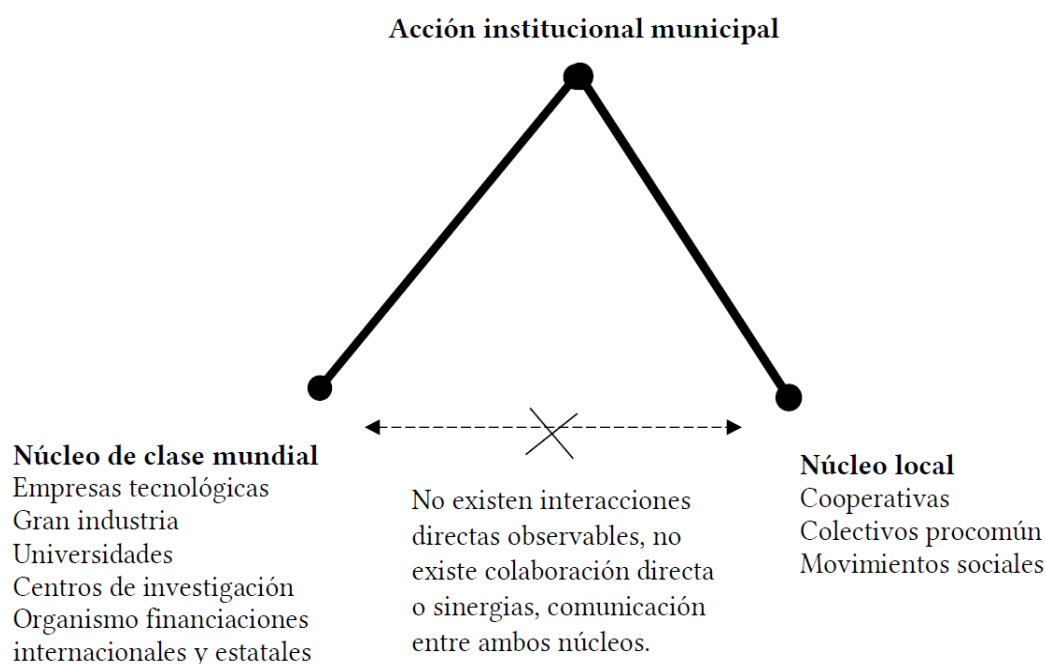 Acción institucional municipal
Núcleo de clase mundial
Empresas tecnológicas
Gran industria
Universidades
Centros de investigación
Organismo financiaciones
internacionales y estatales
No existen interacciones
directas observables, no
existe colaboración directa
o sinergias, comunicación
entre ambos núcleos.
Núcleo local
Cooperativas
Colectivos procomún
Movimientos sociales